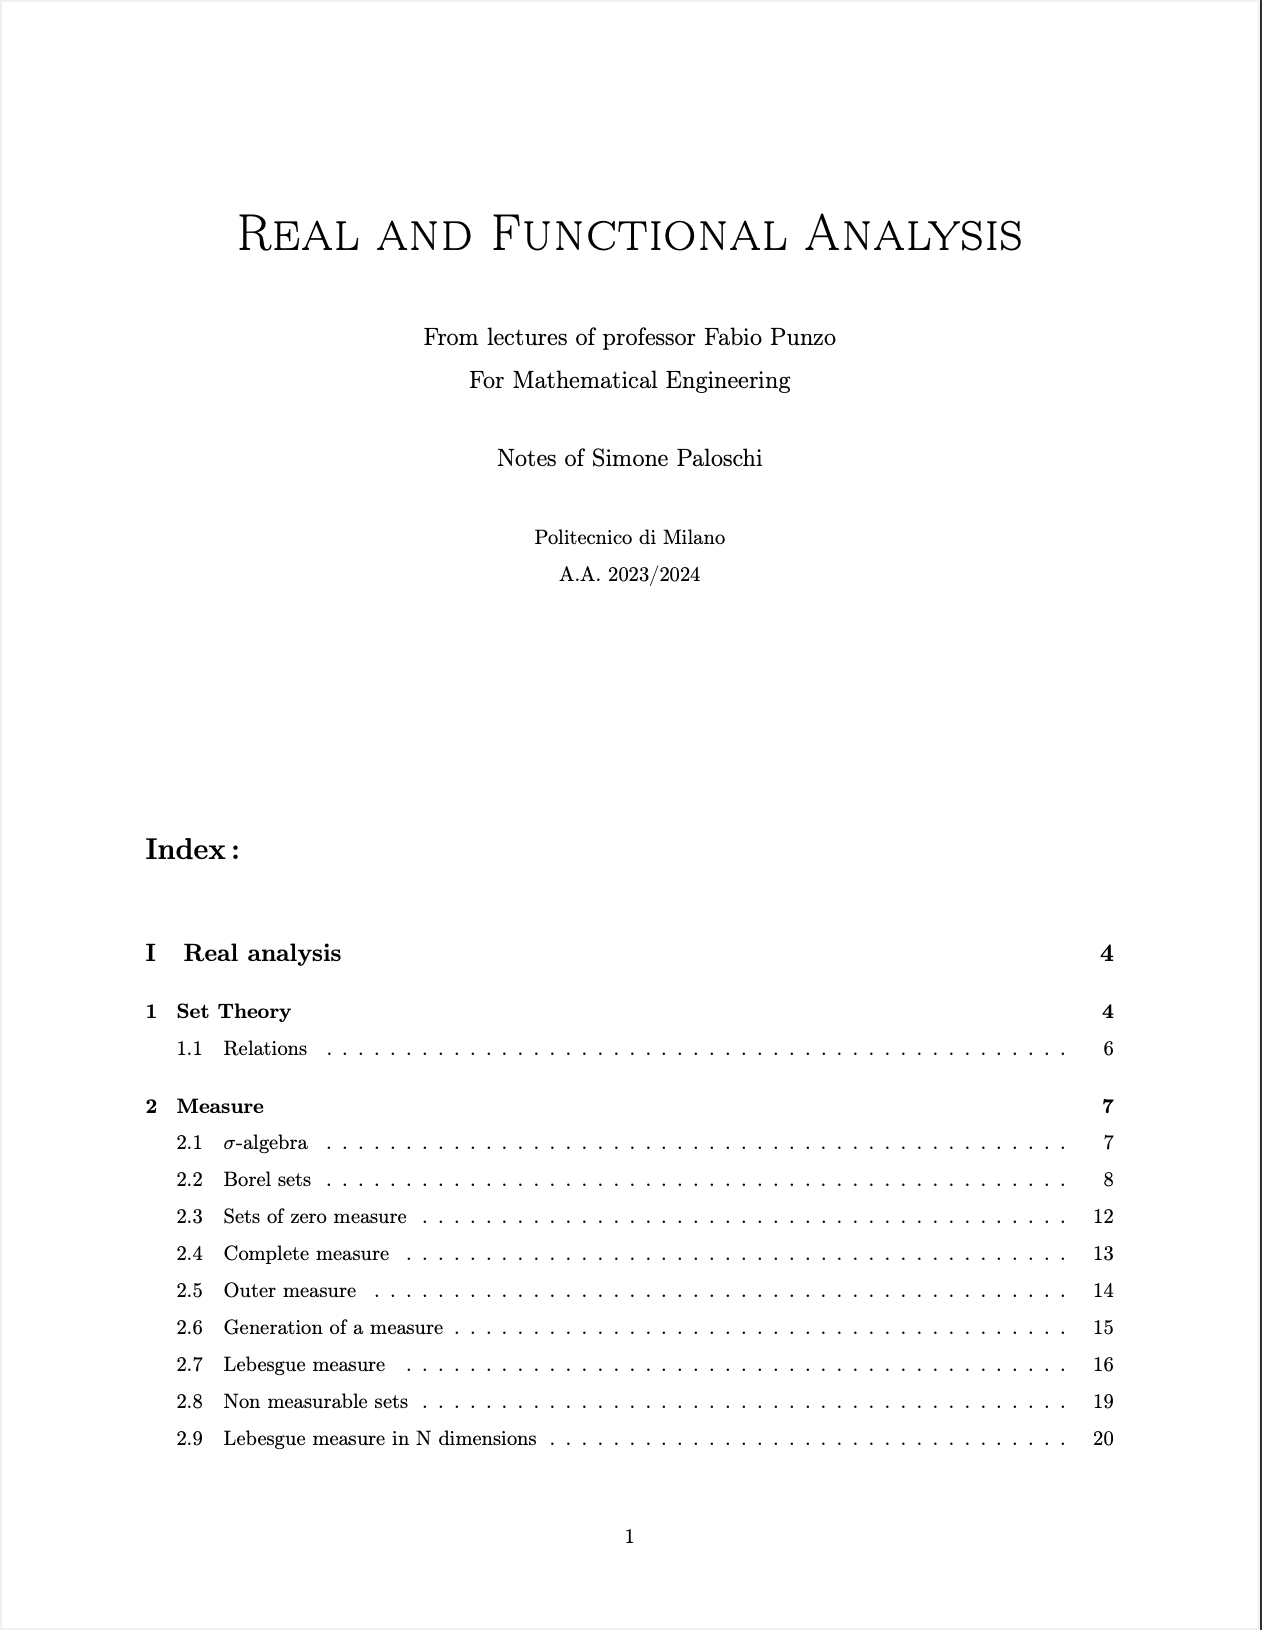 Real and Functional Analysis
From lectures of professor Fabio Punzo
For Mathematical Engineering
Notes of Simone Paloschi
Politecnico di Milano
A.A. 2023/2024
Index:
I Real analysis 4
1 Set Theory 4
1.1 Relations . . . . . . . . . . . . . . . . . . . . . . . . . . . . . . . . . . . . . . . . . . . . . . . 6
2 Measure 7
2.1 σ-algebra . . . . . . . . . . . . . . . . . . . . . . . . . . . . . . . . . . . . . . . . . . . . . . . 7
2.2 Borel sets . . . . . . . . . . . . . . . . . . . . . . . . . . . . . . . . . . . . . . . . . . . . . . . 8
2.3 Sets of zero measure . . . . . . . . . . . . . . . . . . . . . . . . . . . . . . . . . . . . . . . . . 12
2.4 Complete measure . . . . . . . . . . . . . . . . . . . . . . . . . . . . . . . . . . . . . . . . . . 13
2.5 Outer measure . . . . . . . . . . . . . . . . . . . . . . . . . . . . . . . . . . . . . . . . . . . . 14
2.6 Generation of a measure . . . . . . . . . . . . . . . . . . . . . . . . . . . . . . . . . . . . . . . 15
2.7 Lebesgue measure . . . . . . . . . . . . . . . . . . . . . . . . . . . . . . . . . . . . . . . . . . 16
2.8 Non measurable sets . . . . . . . . . . . . . . . . . . . . . . . . . . . . . . . . . . . . . . . . . 19
2.9 Lebesgue measure in N dimensions . . . . . . . . . . . . . . . . . . . . . . . . . . . . . . . . . 20
1